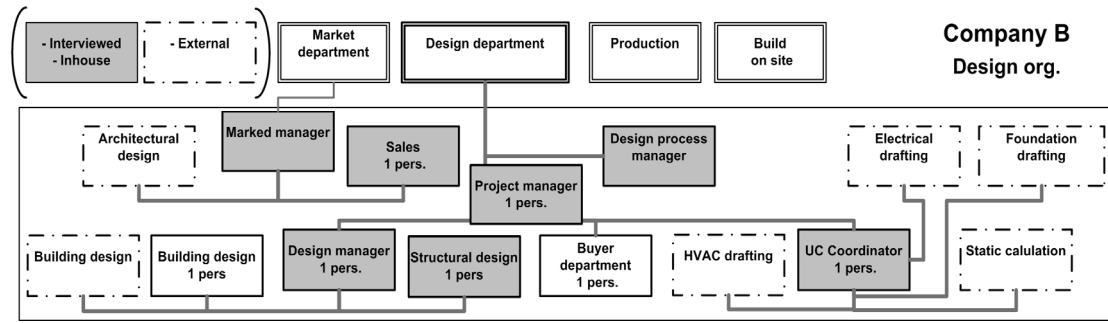 - Interviewed
- Inhouse
- External
Market
department
Design department
Production
Build
on site
Company B
Design org.
Architectural
design
Marked manager
Sales
1 pers.
Design process
manager
Electrical
drafting
Foundation
drafting
Project manager
1 pers.
Building design
Building design
1 pers
Design manager
1 pers.
Structural design
1 pers
Buyer
department
1 pers.
HVAC drafting
UC Coordinator
1 pers.
Static calulation